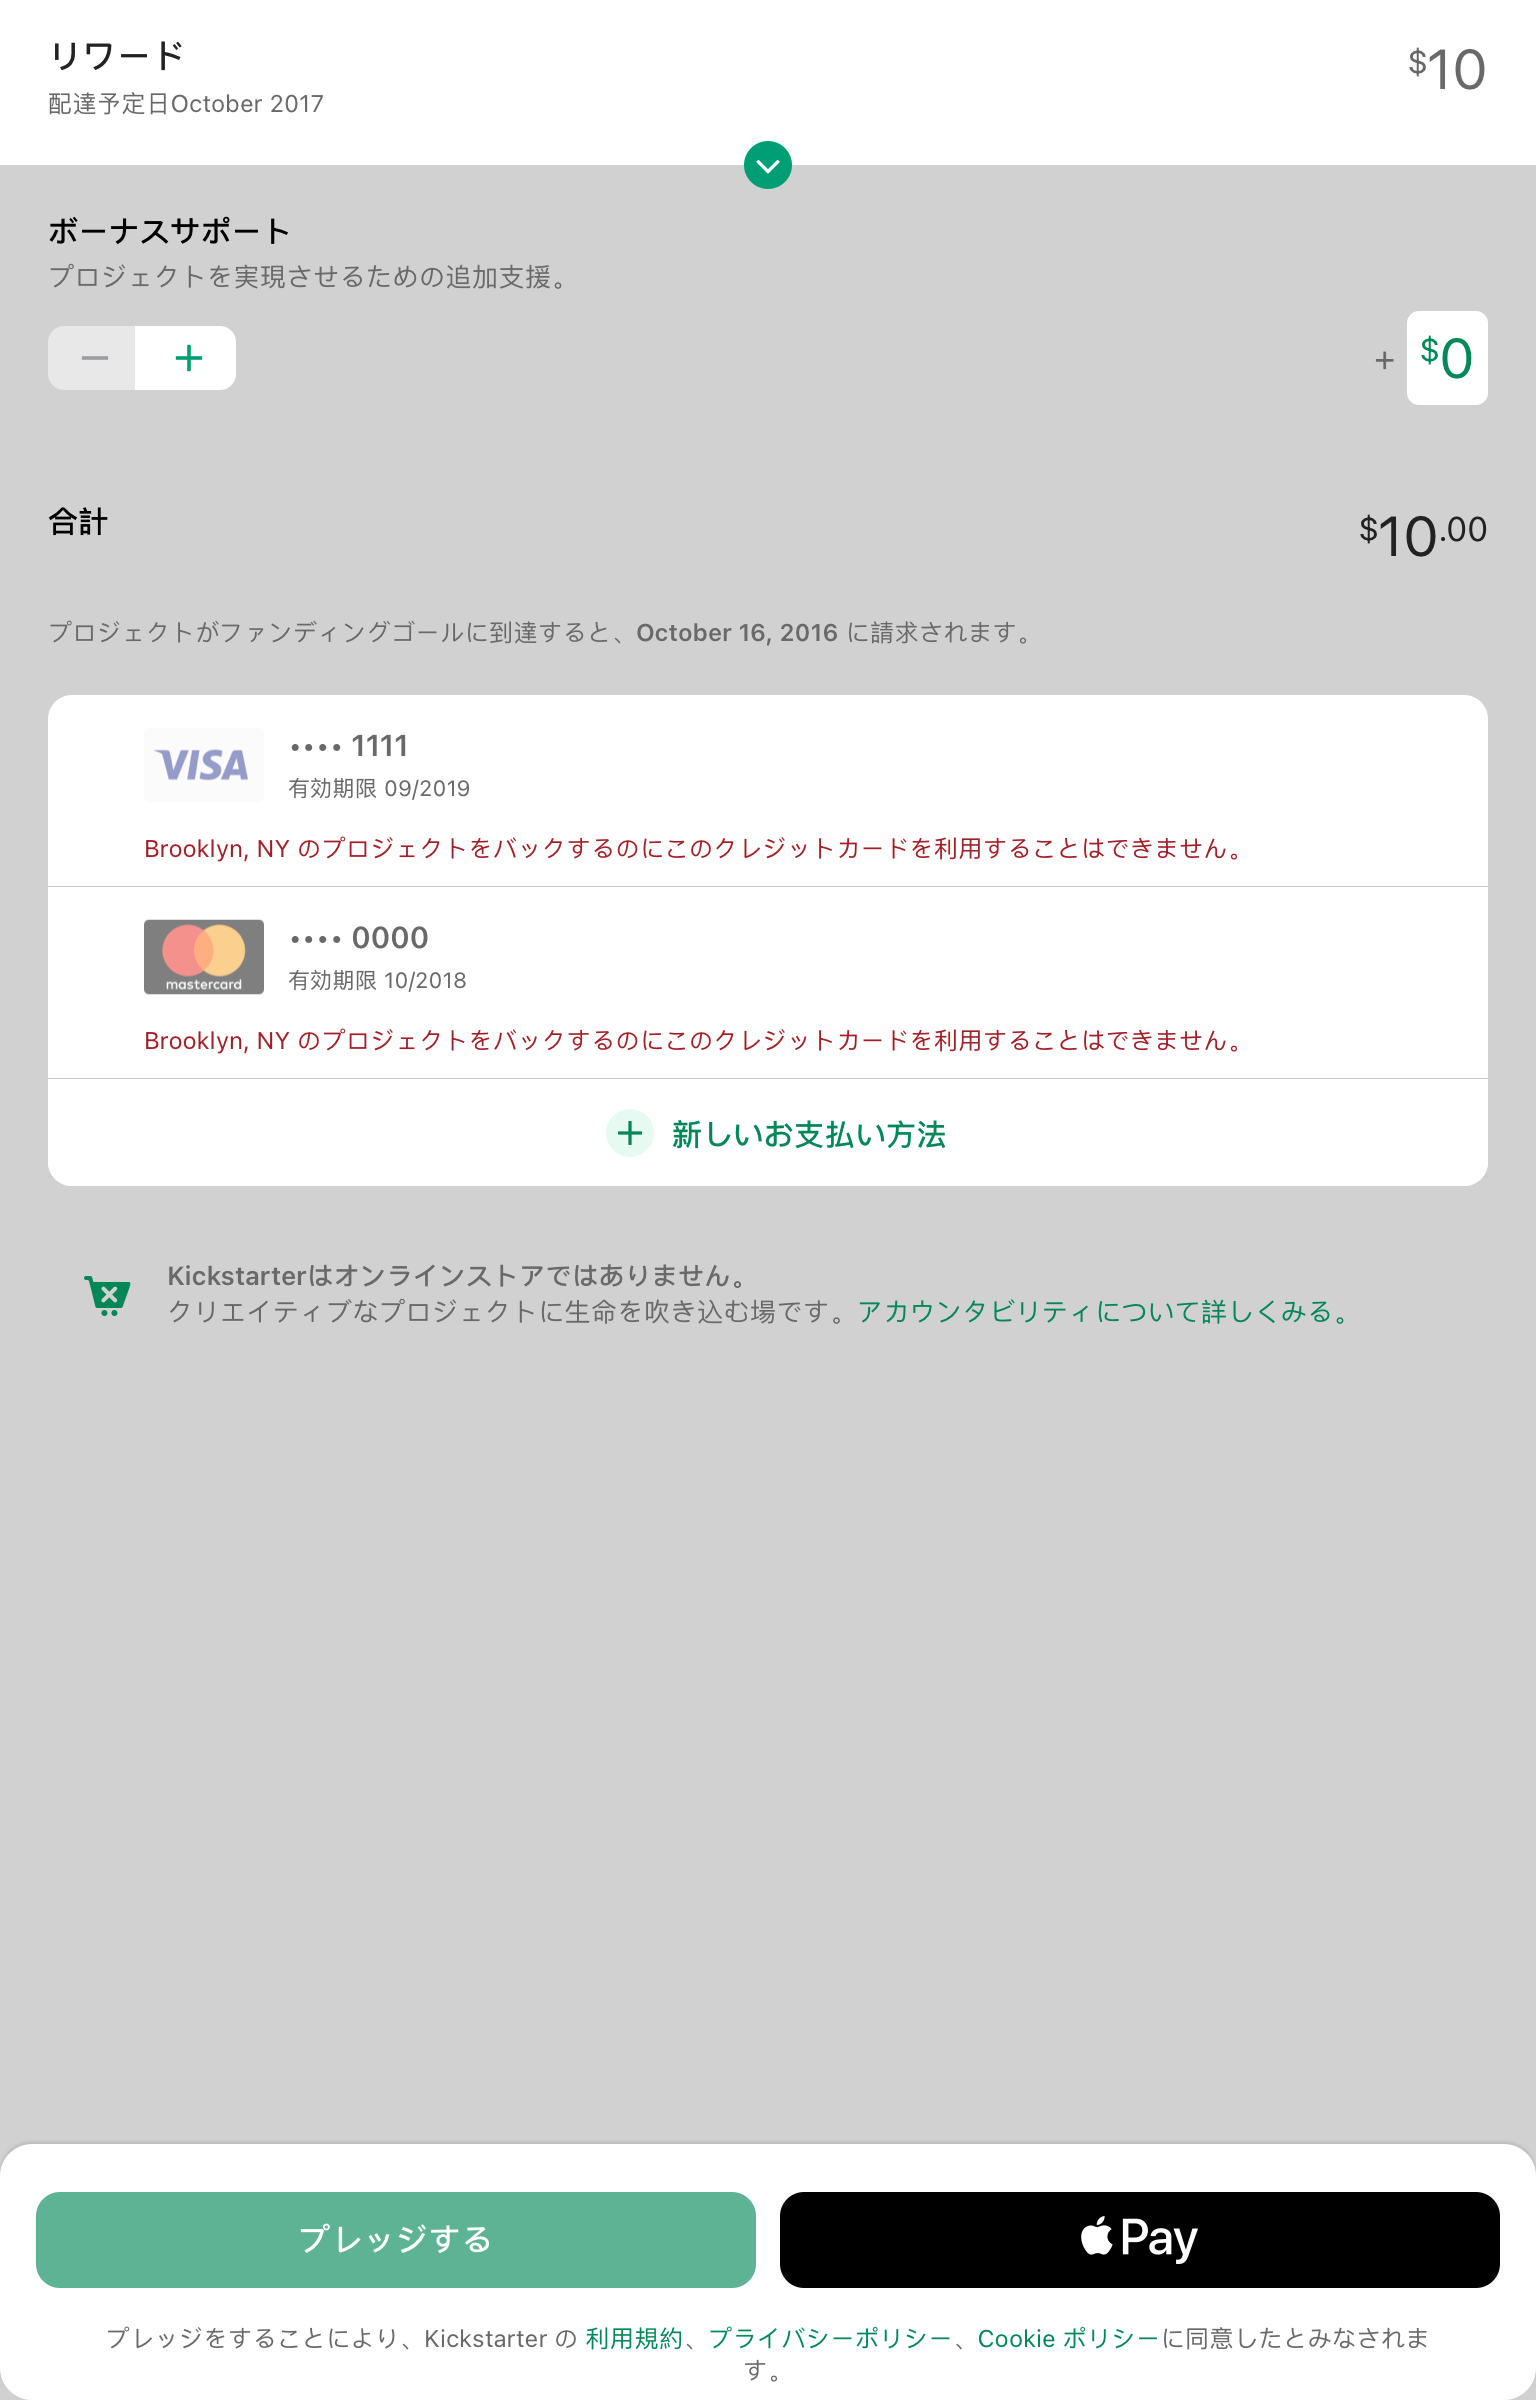 リワード
$10
配達予定日October 2017
ボーナスサポート
プロジェクトを実現させるための追加支援。
+ $0
合計
$10.00
プロジェクトがファンディングゴールに到達すると、October 16, 2016 に請求されます。
VISA
•••• 1111
有効期限 09/2019
Brooklyn, NY のプロジェクトをバックするのにこのクレジットカードを利用することはできません。
mastercard
•••• 0000
有効期限 10/2018
Brooklyn, NY のプロジェクトをバックするのにこのクレジットカードを利用することはできません。
新しいお支払い方法
Kickstarterはオンラインストアではありません。
クリエイティブなプロジェクトに生命を吹き込む場です。アカウンタビリティについて詳しくみる。
プレッジする
Pay
プレッジをすることにより、Kickstarter の 利用規約、プライバシーポリシー、Cookie ポリシーに同意したとみなされま
す。